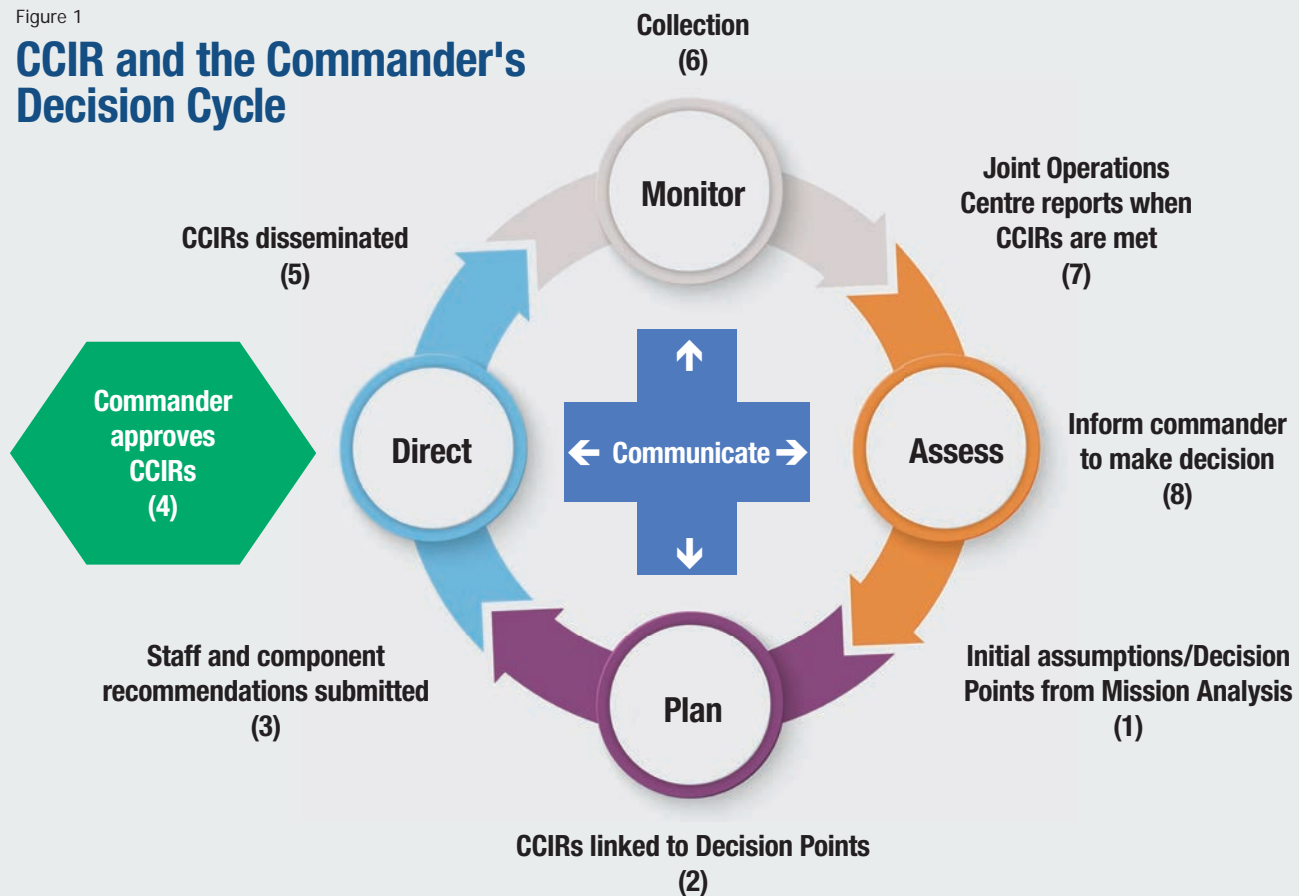 Figure 1
CCIR and the Commander's
Decision Cycle
Collection
(6)
Monitor
Joint Operations
Centre reports when
CCIRs are met
(7)
CCIRs disseminated
(5)
Commander
approves
CCIRs
(4)
Direct
← Communicate →
Assess
Inform commander
to make decision
(8)
Staff and component
recommendations submitted
(3)
Plan
Initial assumptions/Decision
Points from Mission Analysis
(1)
CCIRs linked to Decision Points
(2)